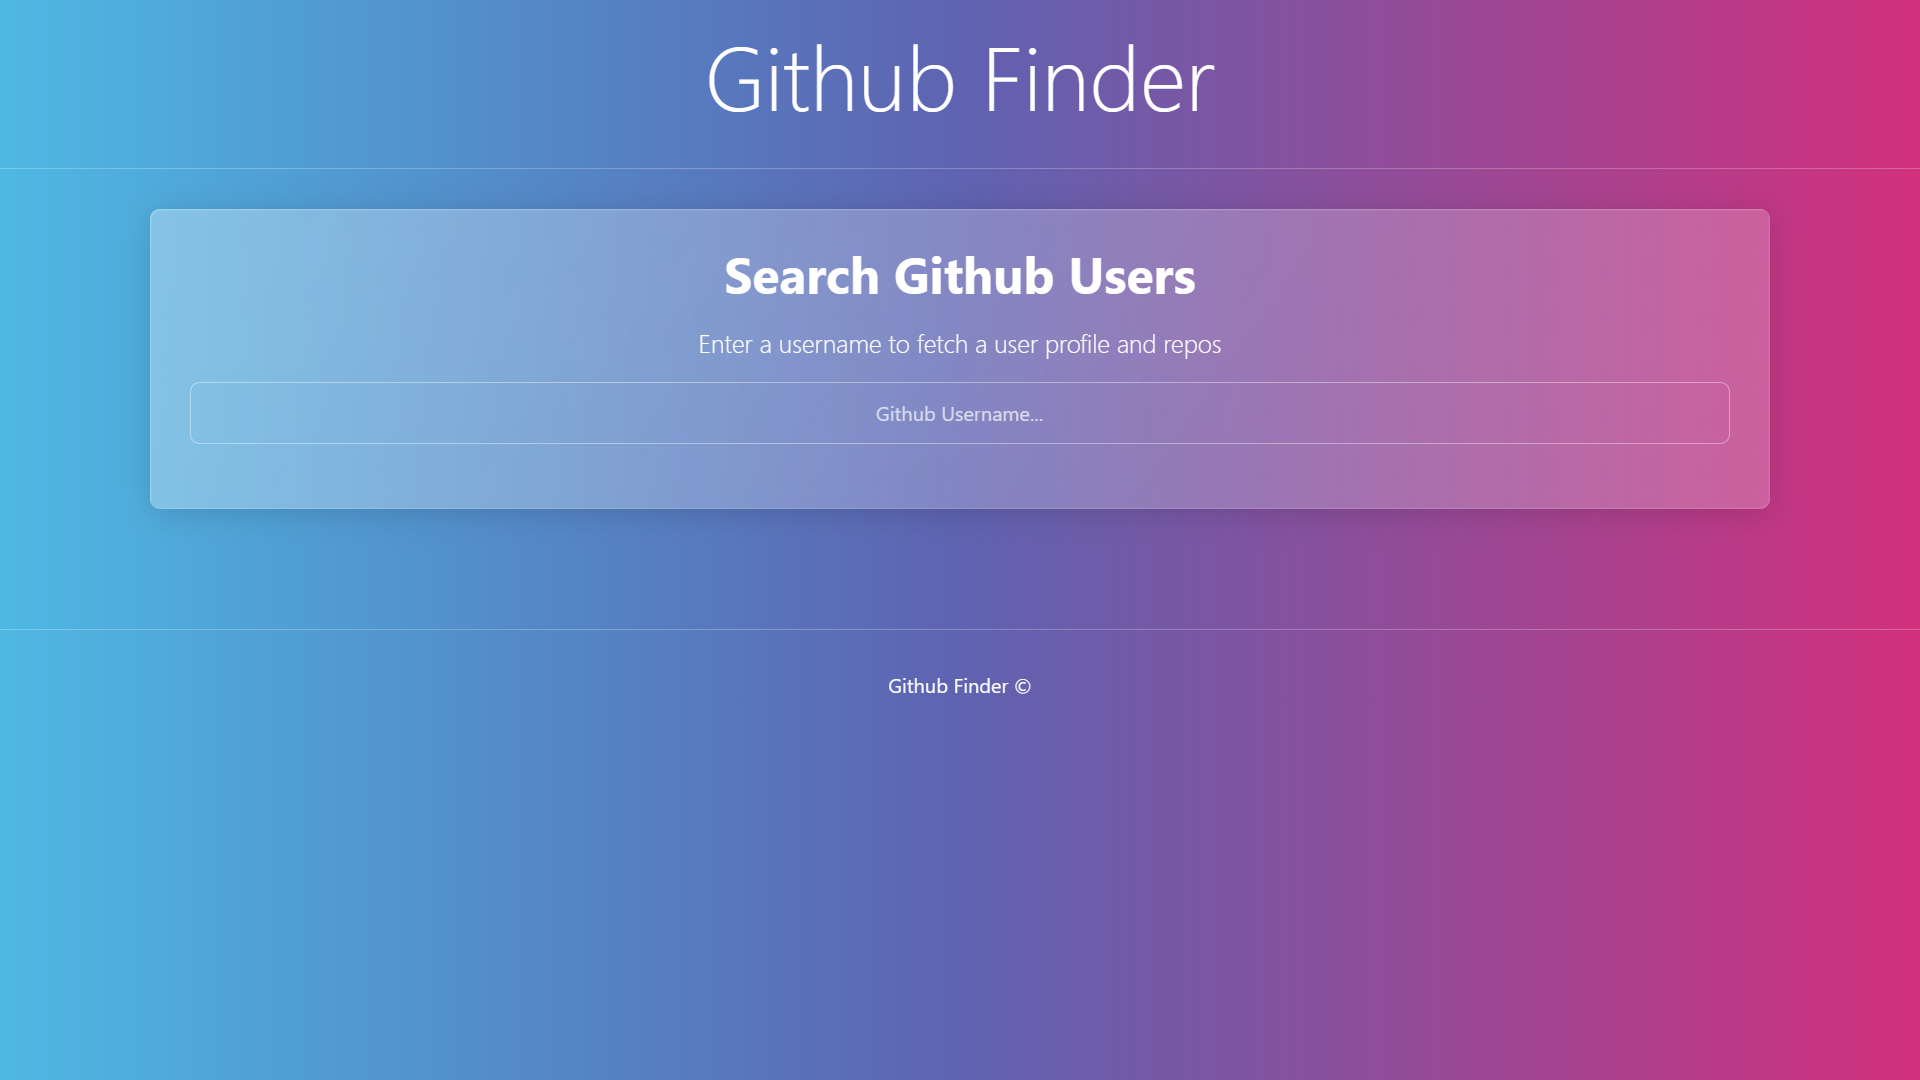 Github Finder
Search Github Users
Enter a username to fetch a user profile and repos
Github Username...
Github Finder ©